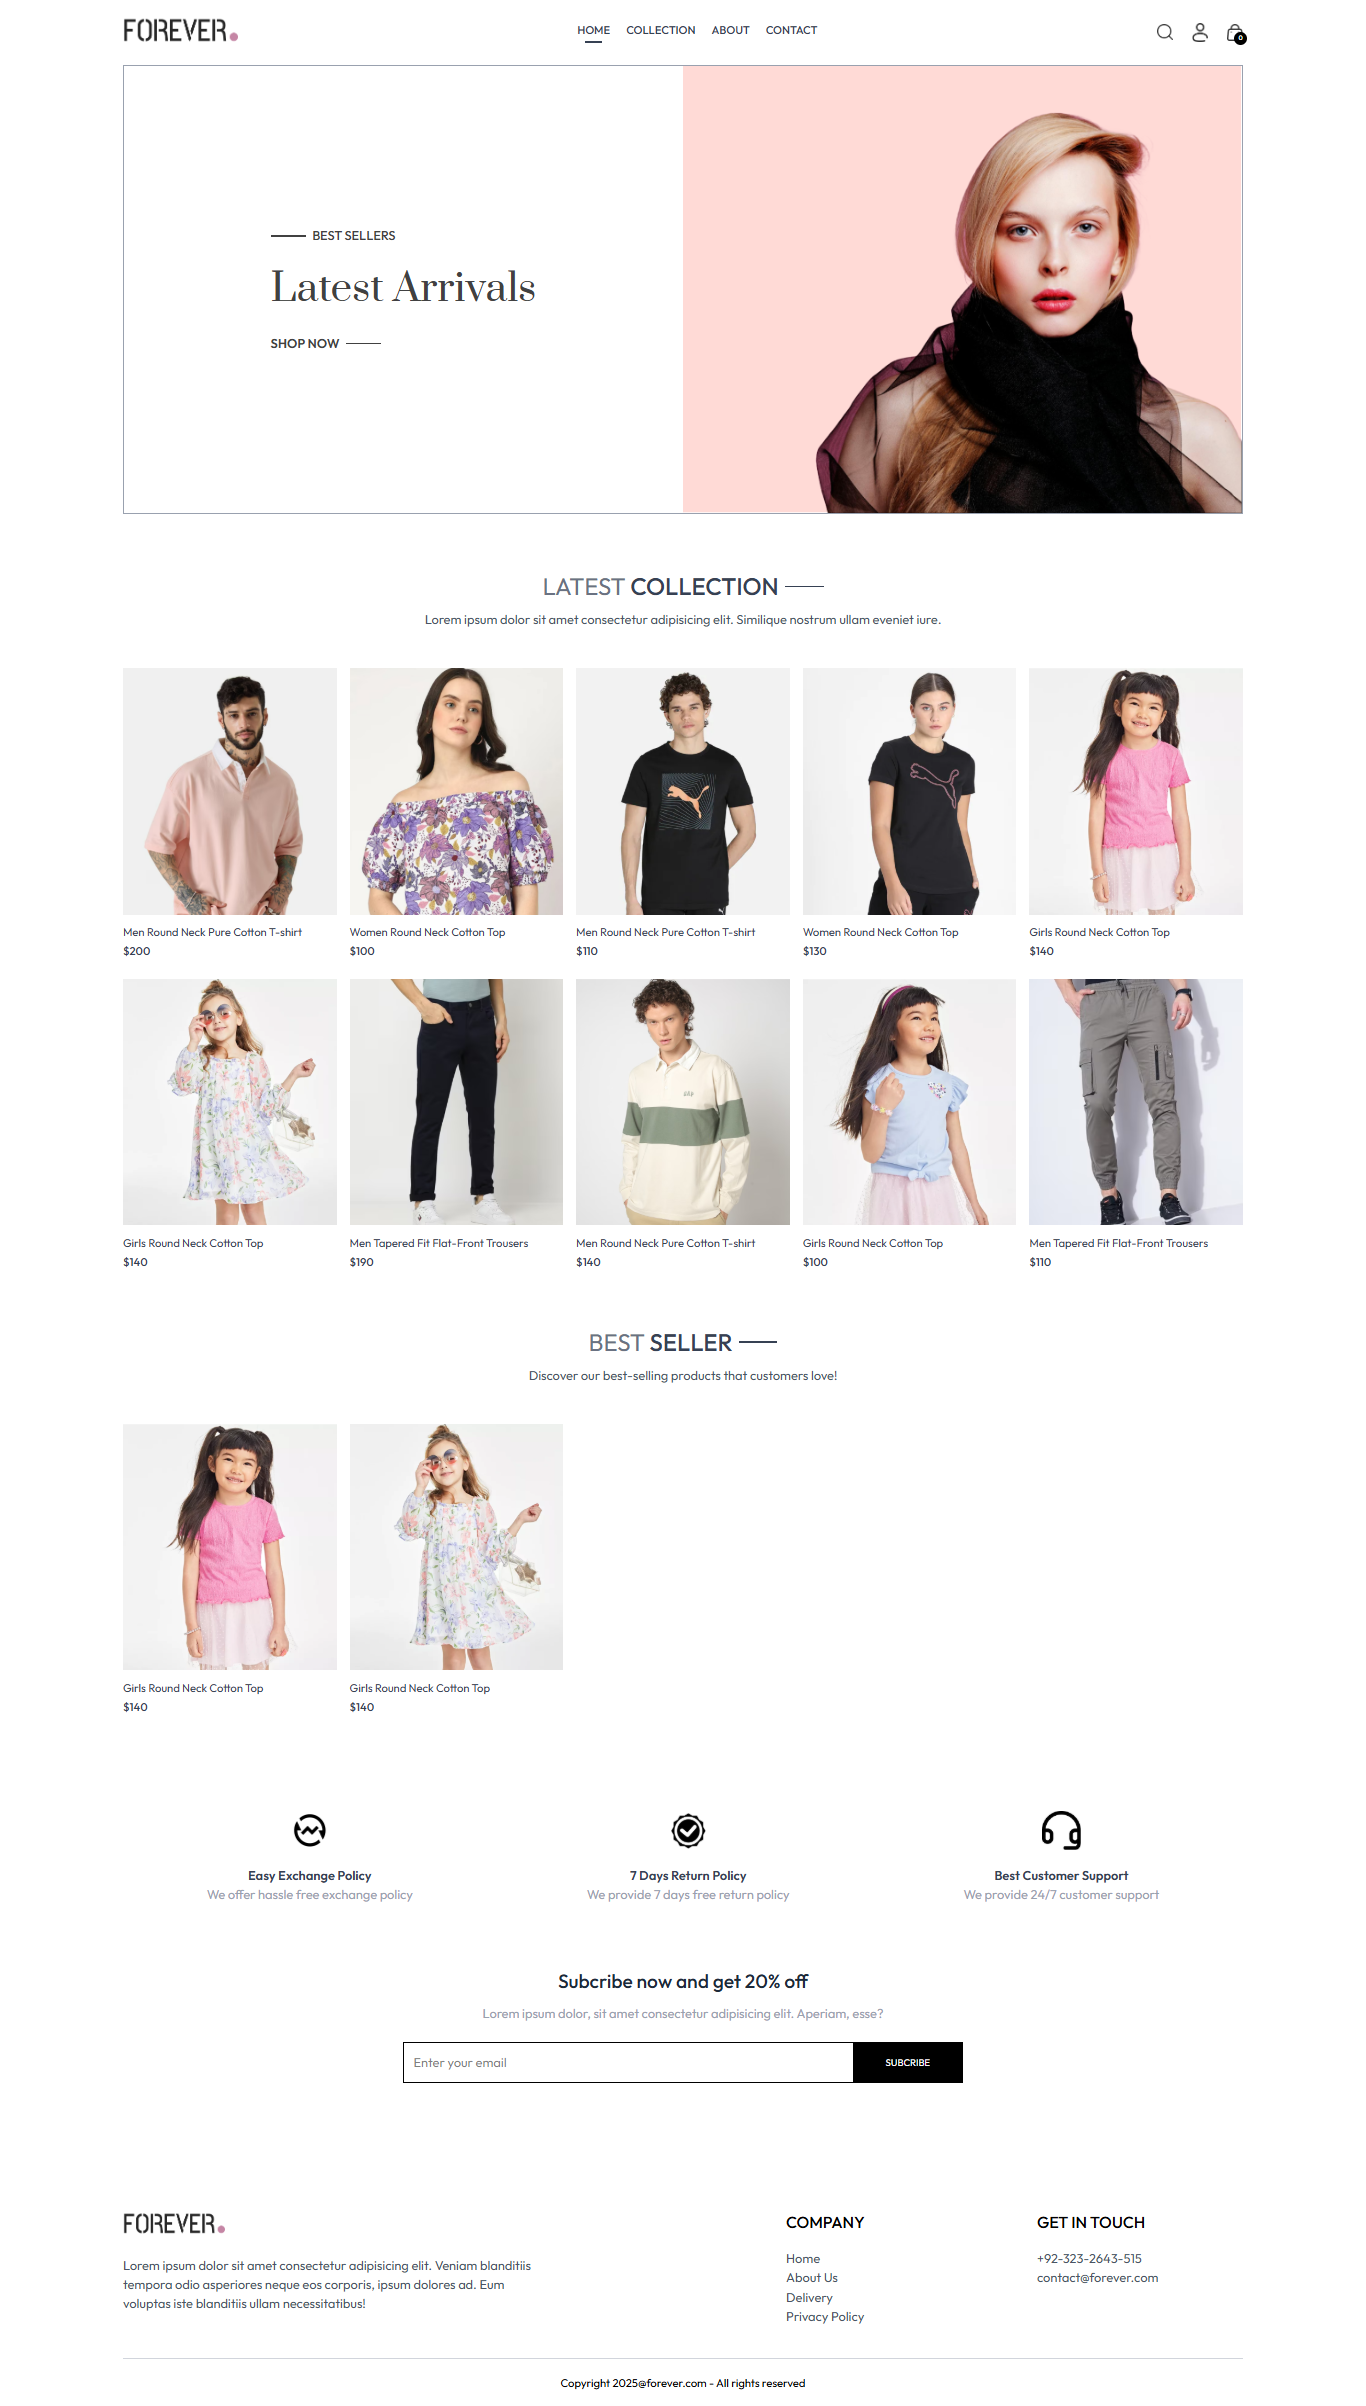 FOREVER.
HOME COLLECTION ABOUT CONTACT
0
BEST SELLERS
Latest Arrivals
SHOP NOW
LATEST COLLECTION
Lorem ipsum dolor sit amet consectetur adipisicing elit. Similique nostrum ullam eveniet iure.
Men Round Neck Pure Cotton T-shirt
$200
Women Round Neck Cotton Top
$100
Men Round Neck Pure Cotton T-shirt
$110
Women Round Neck Cotton Top
$130
Girls Round Neck Cotton Top
$140
Girls Round Neck Cotton Top
$140
Men Tapered Fit Flat-Front Trousers
$190
GAP
Men Round Neck Pure Cotton T-shirt
$140
Girls Round Neck Cotton Top
$100
Men Tapered Fit Flat-Front Trousers
$110
BEST SELLER
Discover our best-selling products that customers love!
Girls Round Neck Cotton Top
$140
Girls Round Neck Cotton Top
$140
Easy Exchange Policy
We offer hassle free exchange policy
7 Days Return Policy
We provide 7 days free return policy
Best Customer Support
We provide 24/7 customer support
Subcribe now and get 20% off
Lorem ipsum dolor, sit amet consectetur adipisicing elit. Aperiam, esse?
Enter your email
SUBCRIBE
FOREVER.
Lorem ipsum dolor sit amet consectetur adipisicing elit. Veniam blanditiis
tempora odio asperiores neque eos corporis, ipsum dolores ad. Eum
voluptas iste blanditiis ullam necessitatibus!
COMPANY
Home
About Us
Delivery
Privacy Policy
GET IN TOUCH
+92-323-2643-515
contact@forever.com
Copyright 2025@forever.com - All rights reserved